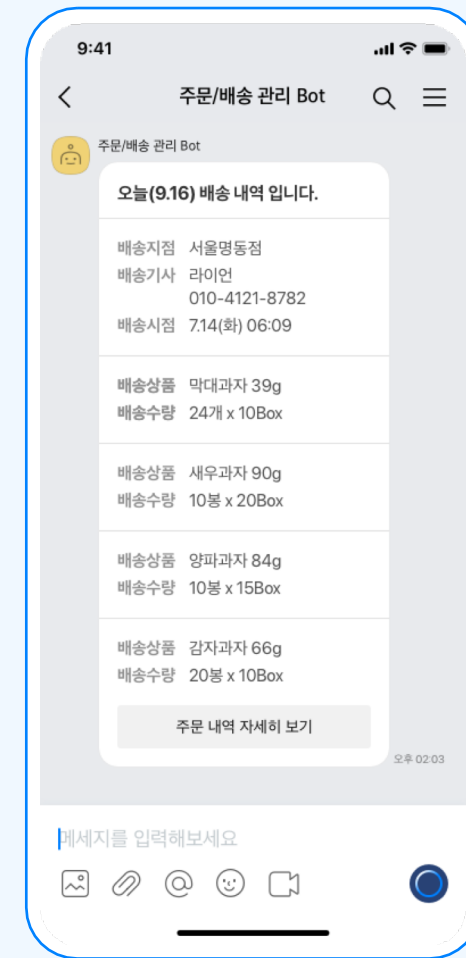 9:41
주문/배송 관리 Bot
주문/배송 관리 Bot
오늘(9.16) 배송 내역 입니다.
배송지점 서울명동점
배송기사 라이언
010-4121-8782
배송시점 7.14(화) 06:09
배송상품 막대과자 39g
배송수량 24개 x 10Box
배송상품 새우과자 90g
배송수량 10봉 x 20Box
배송상품 양파과자 84g
배송수량 10봉 x 15Box
배송상품 감자과자 66g
배송수량 20봉 x 10Box
주문 내역 자세히 보기
오후 02:03
메세지를 입력해보세요